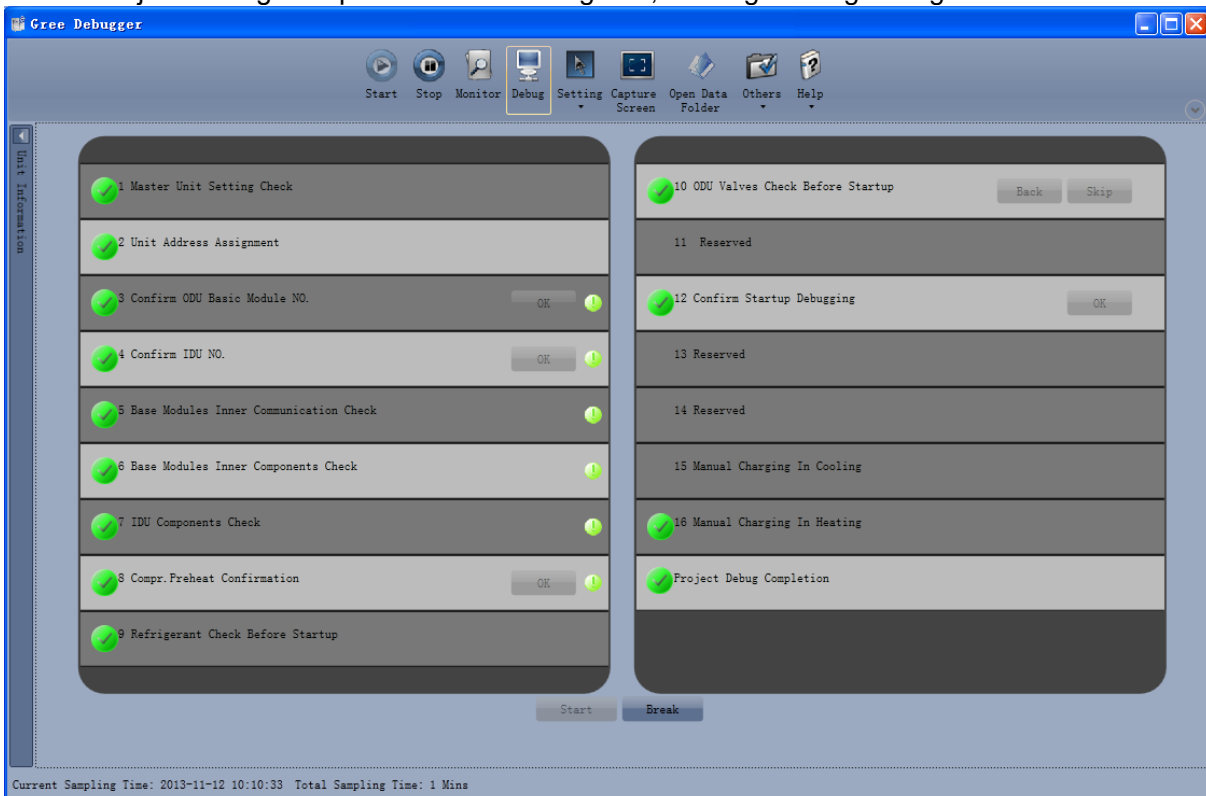 Gree Debugger
Start Stop Monitor Debug Setting Capture Screen Open Data Folder Others Help
Unit Information
1 Master Unit Setting Check
2 Unit Address Assignment
3 Confirm ODU Basic Module NO. OK
4 Confirm IDU NO. OK
5 Base Modules Inner Communication Check
6 Base Modules Inner Components Check
7 IDU Components Check
8 Compr.Preheat Confirmation OK
9 Refrigerant Check Before Startup
10 ODU Valves Check Before Startup Back Skip
11 Reserved
12 Confirm Startup Debugging OK
13 Reserved
14 Reserved
15 Manual Charging In Cooling
16 Manual Charging In Heating
Project Debug Completion
Start Break
Current Sampling Time: 2013-11-12 10:10:33 Total Sampling Time: 1 Mins